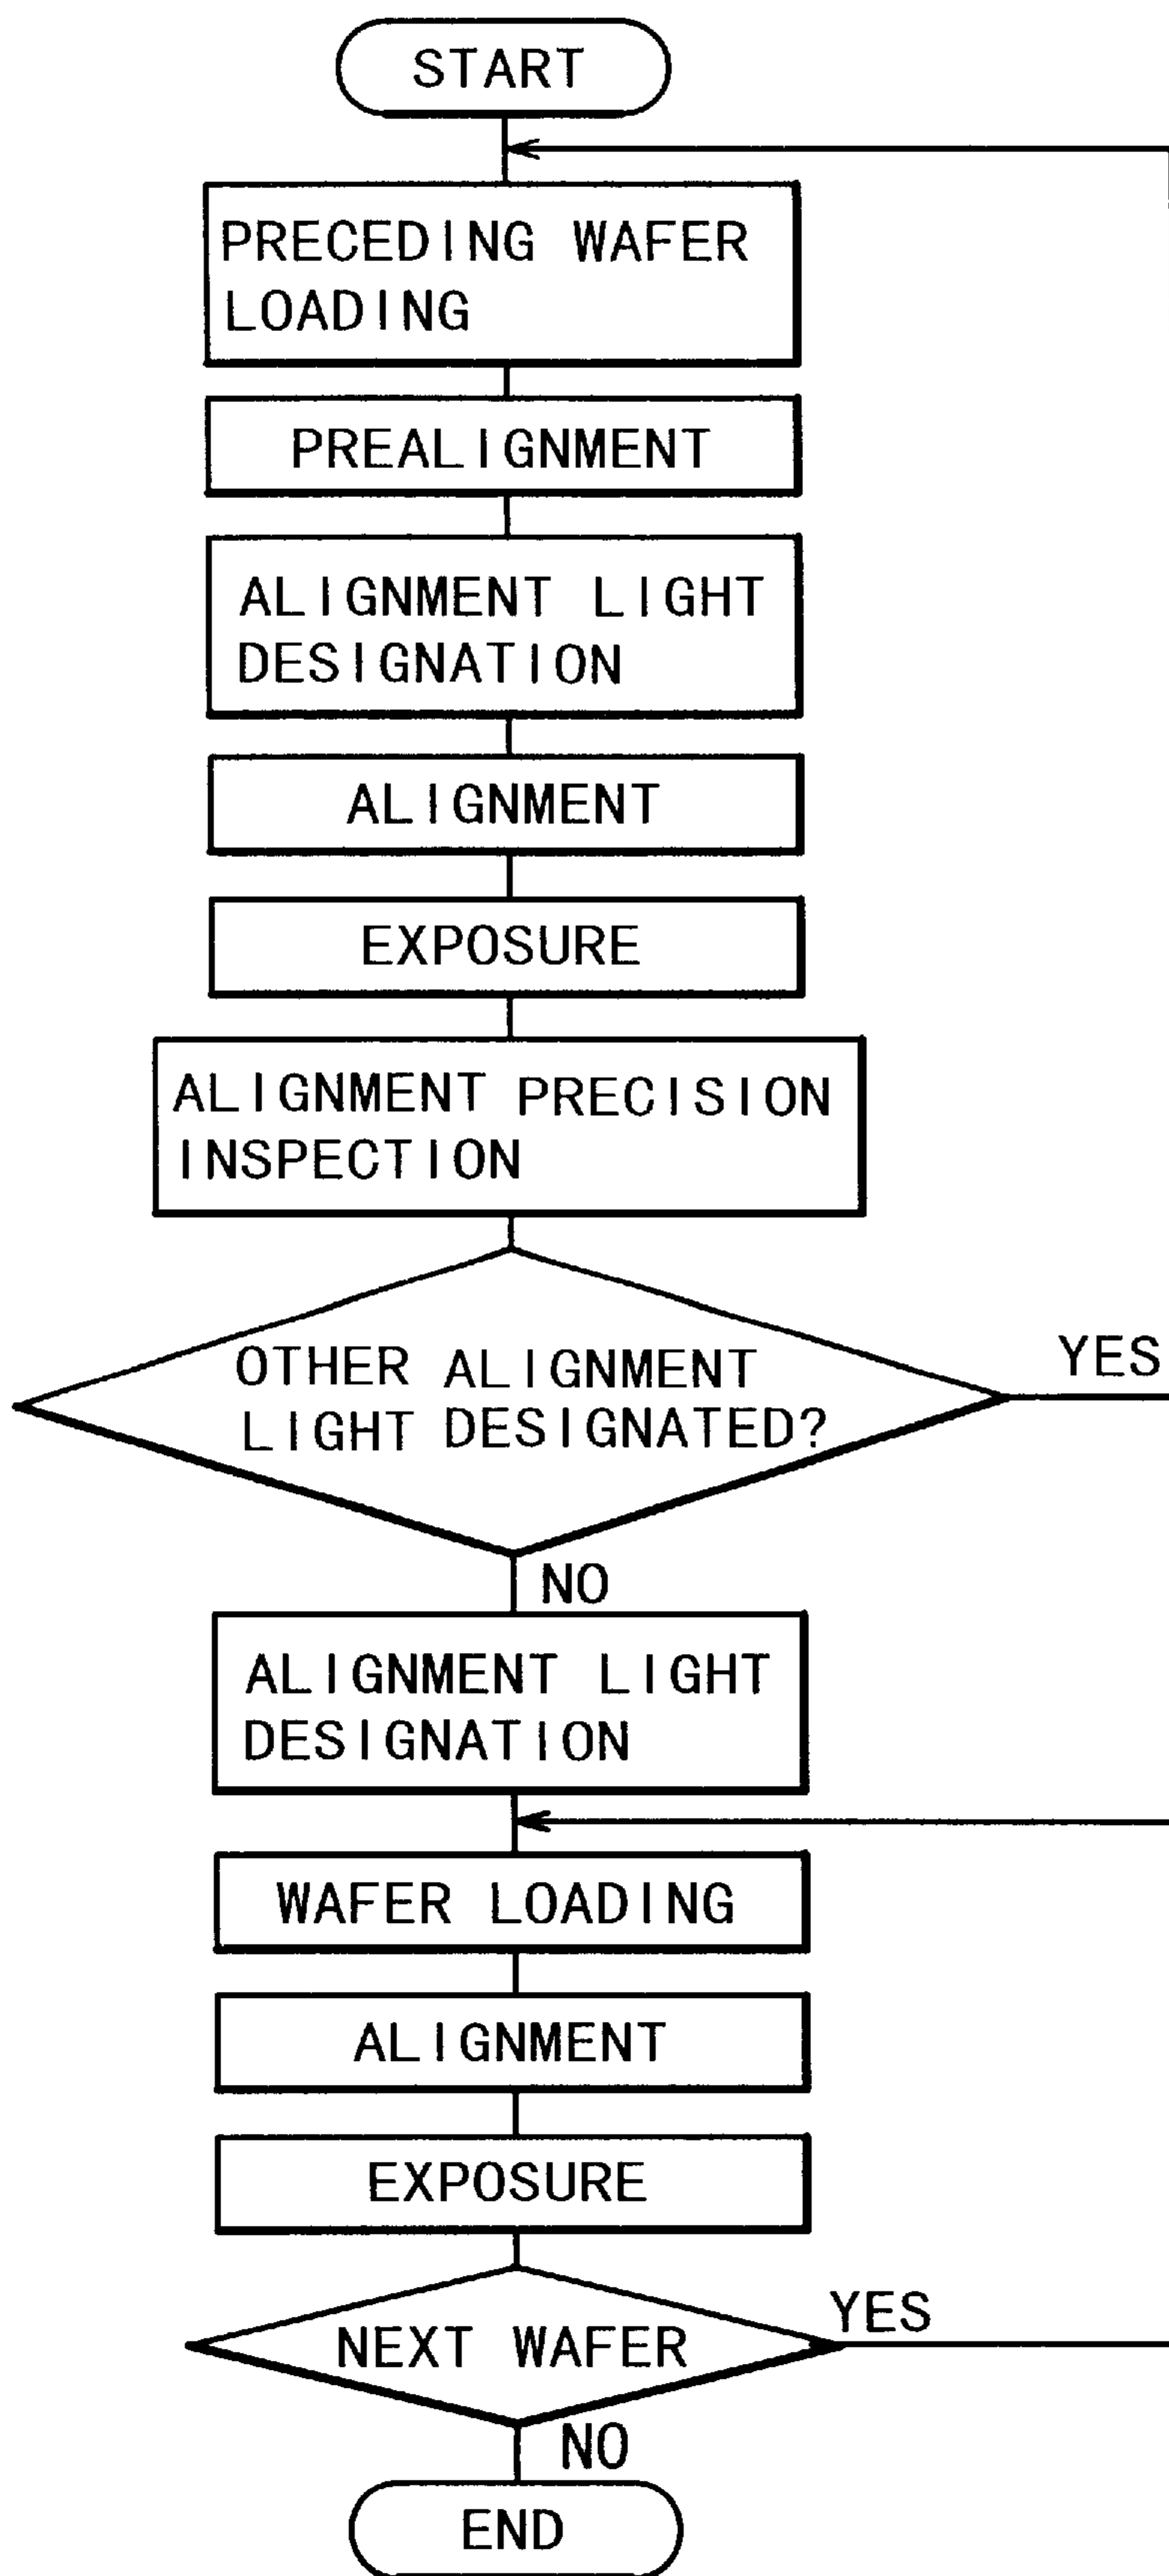 START
PRECEDING WAFER
LOADING
PREALIGNMENT
ALIGNMENT LIGHT
DESIGNATION
ALIGNMENT
EXPOSURE
ALIGNMENT PRECISION
INSPECTION
OTHER ALIGNMENT
LIGHT DESIGNATED?
YES
NO
ALIGNMENT LIGHT
DESIGNATION
WAFER LOADING
ALIGNMENT
EXPOSURE
NEXT WAFER
YES
NO
END